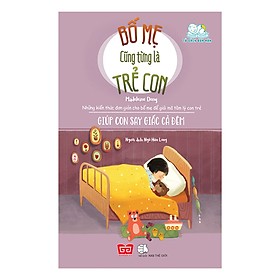 BỐ MẸ
Cũng từng là
TRẺ CON
Madeleine Deny
Những kiến thức đơn giản cho bố mẹ để giải mã tâm lý con trẻ
GIÚP CON SAY GIẤC CẢ ĐÊM